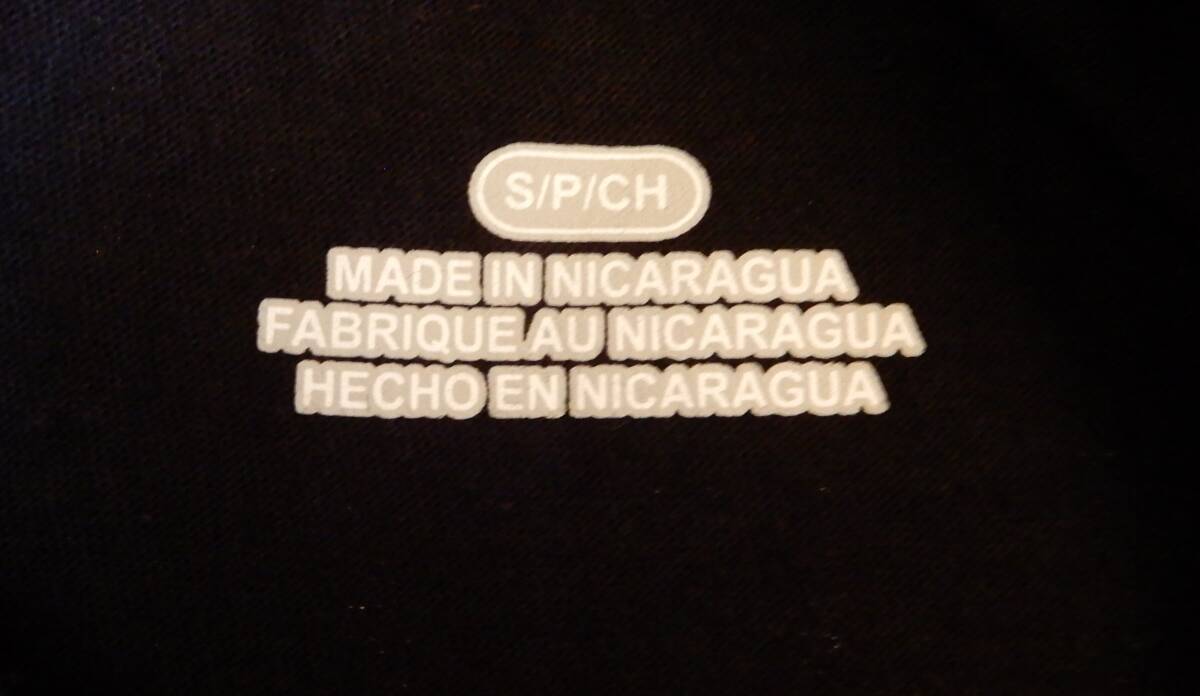 S/P/CH
MADE IN NICARAGUA
FABRIQUE AU NICARAGUA
HECHO EN NICARAGUA